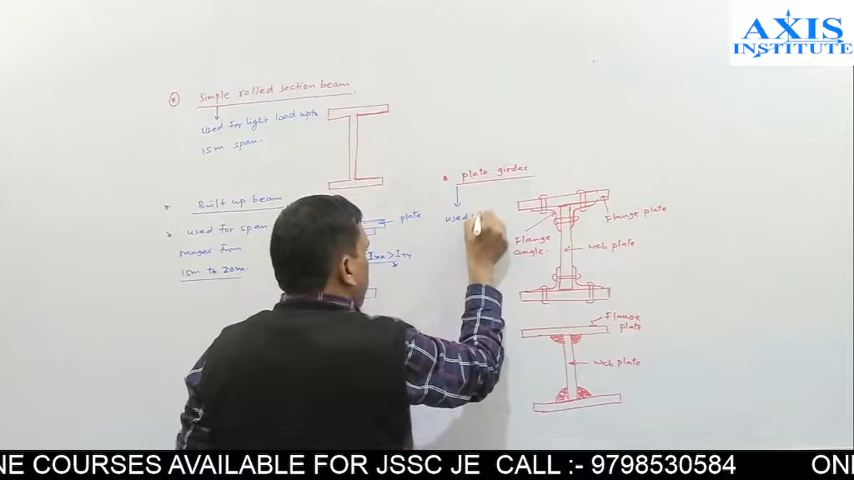 AXIS
INSTITUTE
Simple rolled section beam
used for light load upto
15m span.
Built up beam
used for span
ranges from
15m to 20m.
plate
Ixx > Iyy
plate girder
used
Flange plate
Flange
angle.
web plate
Flange
plate
web plate
NE COURSES AVAILABLE FOR JSSC JE CALL :- 9798530584 ONL